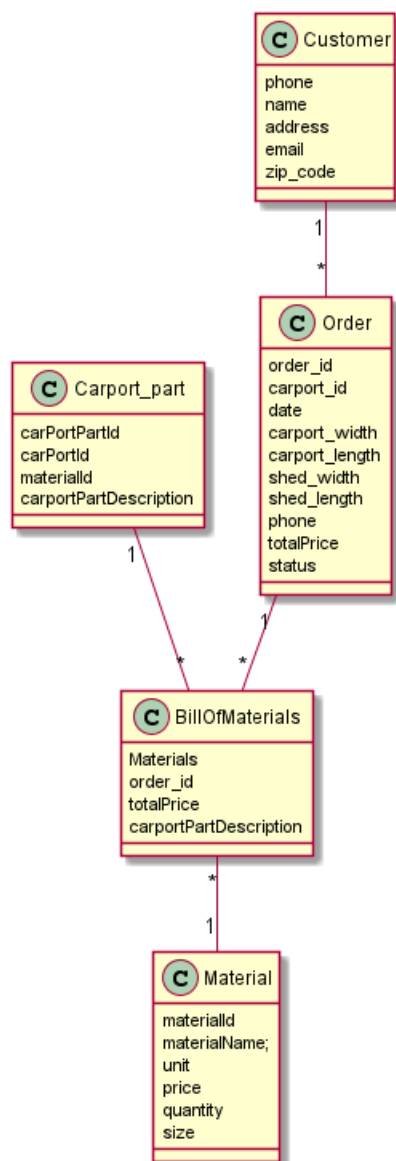 C Customer
phone
name
address
email
zip_code
1
*
C Order
order_id
carport_id
date
carport_width
carport_length
shed_width
shed_length
phone
totalPrice
status
C Carport_part
carPortPartId
carPortId
materialId
carportPartDescription
1
1
*
*
C BillOfMaterials
Materials
order_id
totalPrice
carportPartDescription
*
1
C Material
materialId
materialName;
unit
price
quantity
size